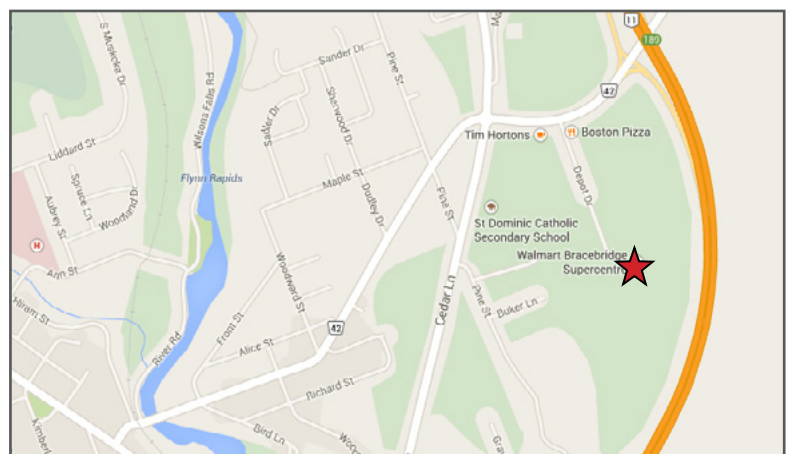 11
189
S Muskoka Dr
Wilsons Falls Rd
Sander Dr
Pine St
Sadler Dr
Sherwood Dr
42
Tim Hortons
Boston Pizza
Liddard St
Spruce Ln
Aubrey St
Woodland Dr
Flynn Rapids
Maple St
Dudley Dr
Pine St
Depot Dr
St Dominic Catholic
Secondary School
Walmart Bracebridge
Supercentre
H
Ann St
Woodward St
Cedar Ln
Pine St
Buker Ln
Hiram St
River Rd
Front St
42
Alice St
Richard St
Bird Ln